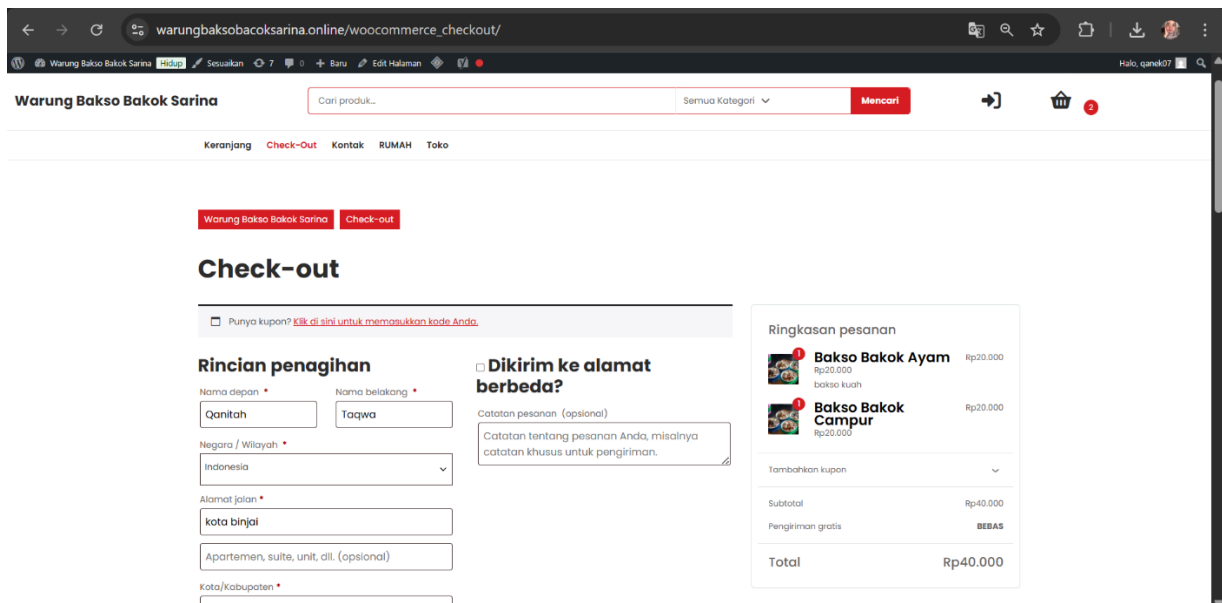 warungbaksobacoksarina.online/woocommerce_checkout/
Warung Bakso Bakok Sarina Hidup Sesuaikan 7 0 + Baru Edit Halaman Halo, qanek07
Warung Bakso Bakok Sarina
Cari produk... Semua Kategori Mencari 2
Keranjang Check-Out Kontak RUMAH Toko
Warung Bakso Bakok Sarina Check-out
Check-out
Punya kupon? Klik di sini untuk memasukkan kode Anda.
Rincian penagihan
Nama depan * Nama belakang *
Qanitah Taqwa
Negara / Wilayah *
Indonesia
Alamat jalan *
kota binjai
Apartemen, suite, unit, dll. (opsional)
Kota/Kabupaten *
Dikirim ke alamat
berbeda?
Catatan pesanan (opsional)
Catatan tentang pesanan Anda, misalnya
catatan khusus untuk pengiriman.
Ringkasan pesanan
1 Bakso Bakok Ayam Rp20.000
Rp20.000
bakso kuah
1 Bakso Bakok Rp20.000
Campur
Rp20.000
Tambahkan kupon
Subtotal Rp40.000
Pengiriman gratis BEBAS
Total Rp40.000